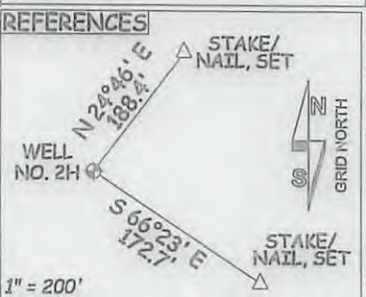 REFERENCES
STAKE/
NAIL, SET
N 24°46' E
188.4'
WELL
NO. 2H
N
S
GRID NORTH
S 66°23' E
172.7'
STAKE/
NAIL, SET
1" = 200'